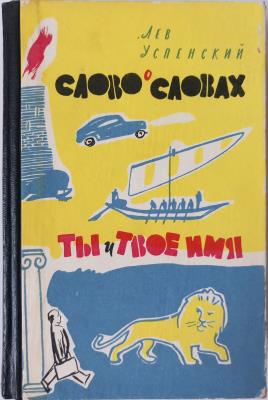 Лев
Успенский
Слово о словах
Ты и твое имя